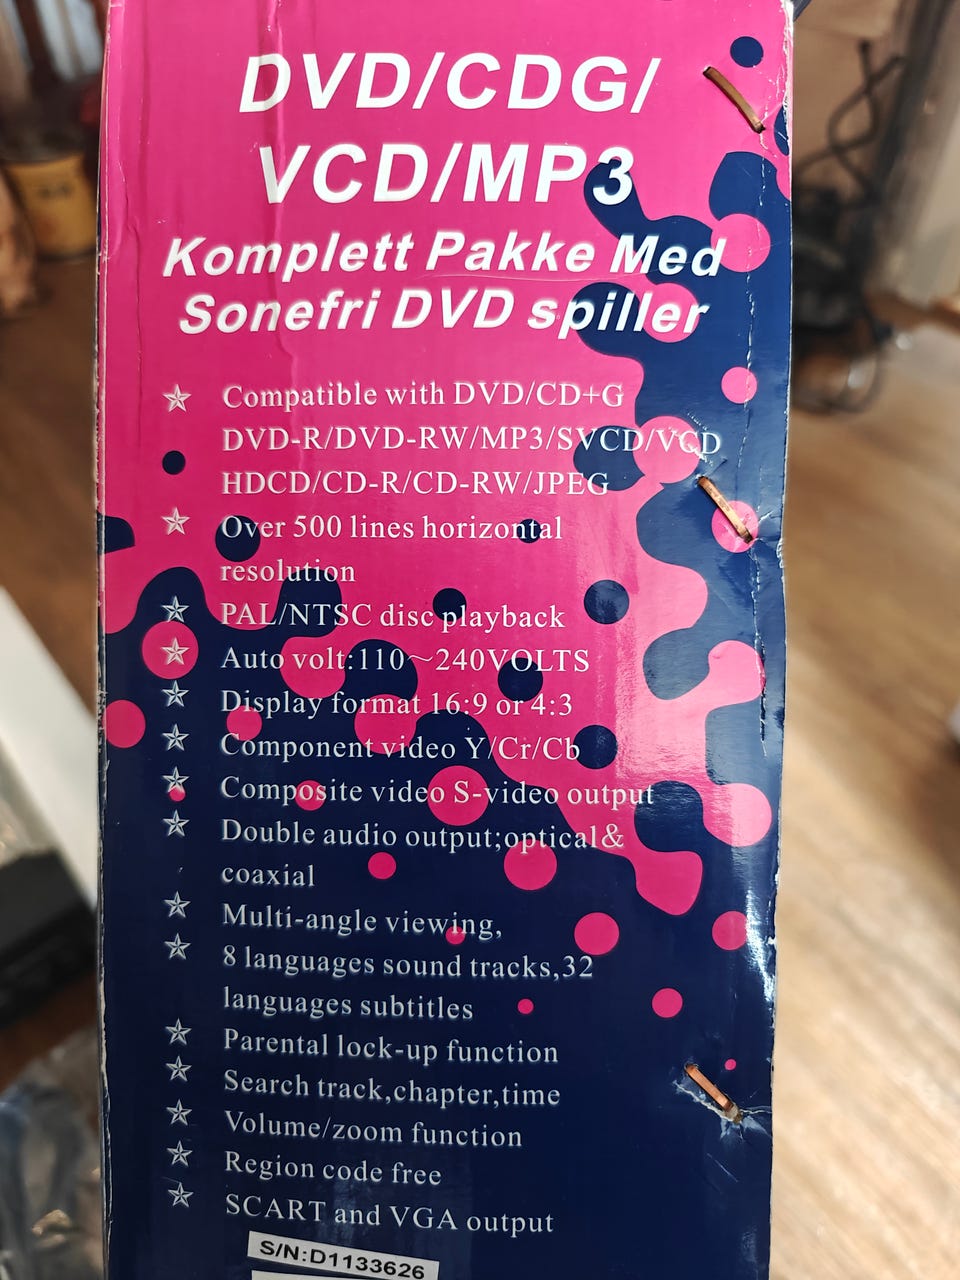 DVD/CDG/
VCD/MP3
Komplett Pakke Med
Sonefri DVD spiller
Compatible with DVD/CD+G
DVD-R/DVD-RW/MP3/SVCD/VCD
HDCD/CD-R/CD-RW/JPEG
Over 500 lines horizontal
resolution
PAL/NTSC disc playback
Auto volt:110～240VOLTS
Display format 16:9 or 4:3
Component video Y/Cr/Cb
Composite video S-video output
Double audio output;optical&
coaxial
Multi-angle viewing,
8 languages sound tracks,32
languages subtitles
Parental lock-up function
Search track,chapter,time
Volume/zoom function
Region code free
SCART and VGA output
S/N:D1133626